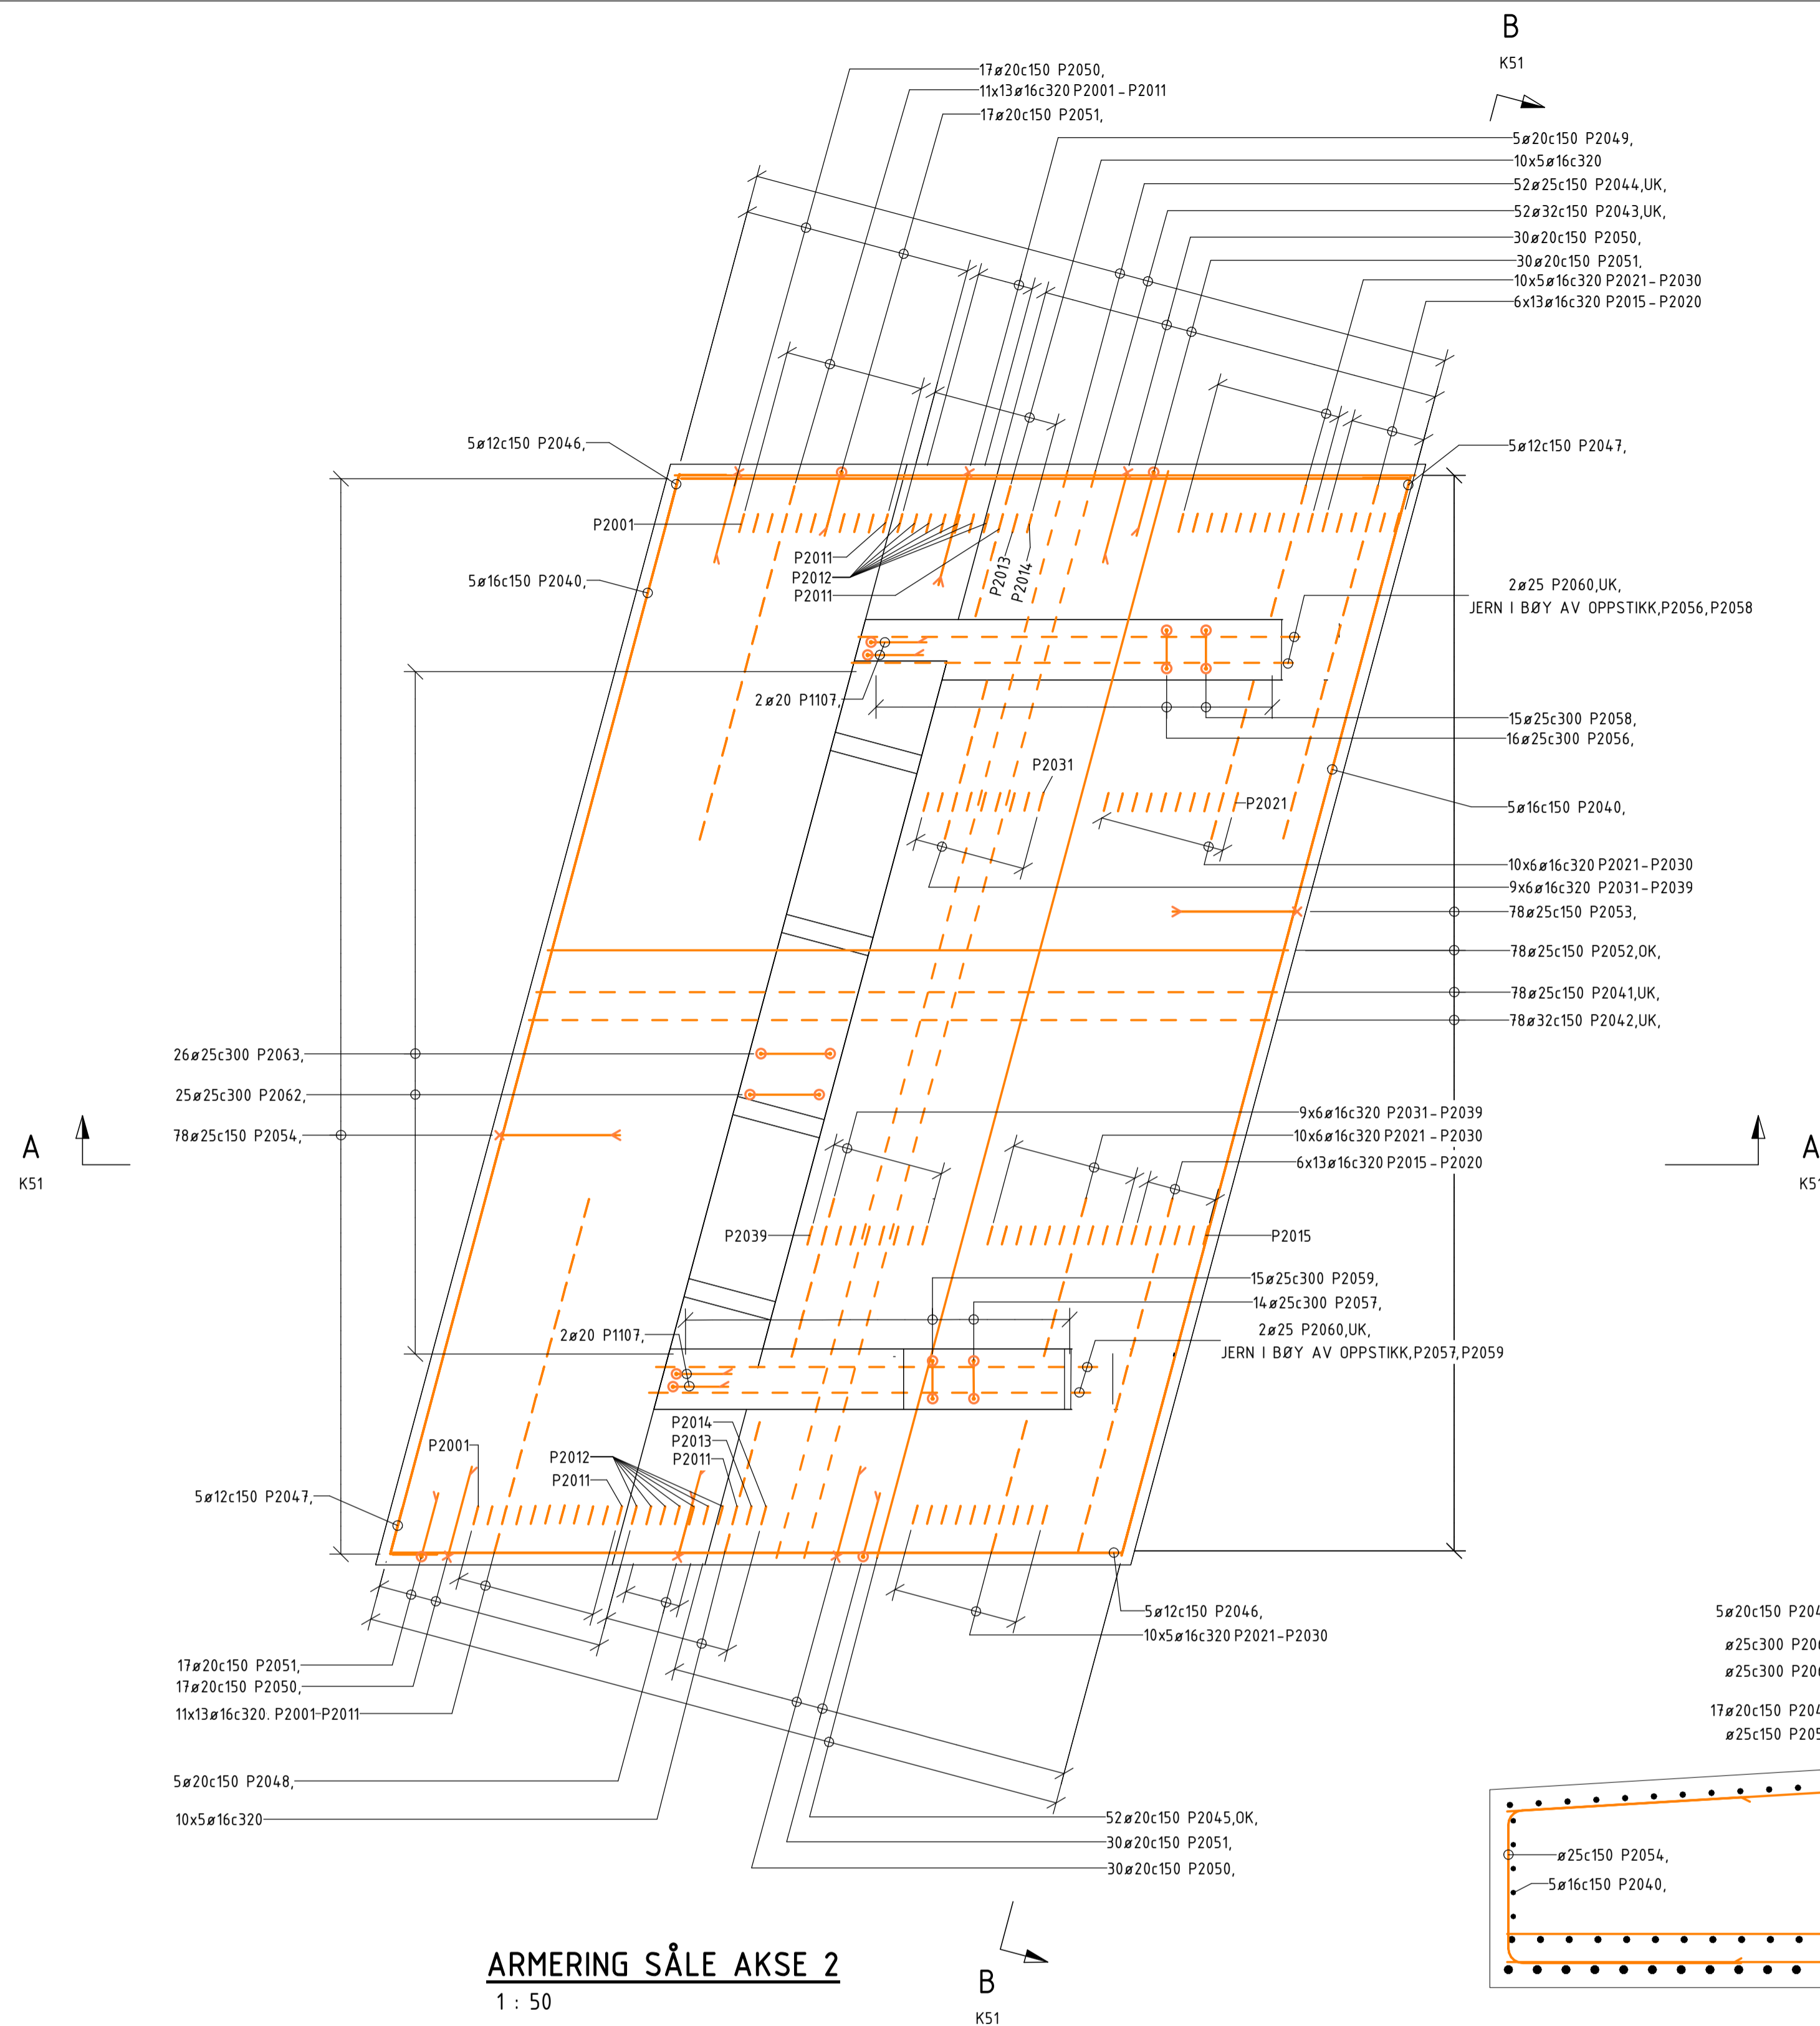 B
K51
17ø20c150 P2050,
11x13ø16c320 P2001-P2011
17ø20c150 P2051,
5ø20c150 P2049,
10x5ø16c320
52ø25c150 P2044,UK,
52ø32c150 P2043,UK,
30ø20c150 P2050,
30ø20c150 P2051,
10x5ø16c320 P2021-P2030
6x13ø16c320 P2015-P2020
5ø12c150 P2046,
5ø12c150 P2047,
P2001
P2011
P2012
P2011
P2013
P2014
5ø16c150 P2040,
2ø25 P2060,UK,
JERN I BØY AV OPPSTIKK,P2056,P2058
2ø20 P1107,
15ø25c300 P2058,
16ø25c300 P2056,
P2031
P2021
5ø16c150 P2040,
10x6ø16c320 P2021-P2030
9x6ø16c320 P2031-P2039
78ø25c150 P2053,
78ø25c150 P2052,OK,
78ø25c150 P2041,UK,
78ø32c150 P2042,UK,
26ø25c300 P2063,
25ø25c300 P2062,
78ø25c150 P2054,
A
K51
9x6ø16c320 P2031-P2039
10x6ø16c320 P2021-P2030
6x13ø16c320 P2015-P2020
A
P2039
P2015
15ø25c300 P2059,
14ø25c300 P2057,
2ø20 P1107,
2ø25 P2060,UK,
JERN I BØY AV OPPSTIKK,P2057,P2059
P2014
P2013
P2011
P2001
P2012
P2011
5ø12c150 P2047,
5ø12c150 P2046,
10x5ø16c320 P2021-P2030
17ø20c150 P2051,
17ø20c150 P2050,
11x13ø16c320. P2001-P2011
5ø20c150 P2048,
10x5ø16c320
52ø20c150 P2045,OK,
30ø20c150 P2051,
30ø20c150 P2050,
5ø20c150
ø25c300
ø25c300
17ø20c150
ø25c150
ø25c150 P2054,
5ø16c150 P2040,
ARMERING SÅLE AKSE 2
1 : 50
B
K51